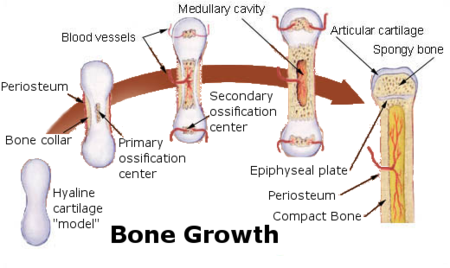 Medullary cavity
Blood vessels
Articular cartilage
Spongy bone
Periosteum
Secondary
ossification
center
Bone collar
Primary
ossification
center
Epiphyseal plate
Hyaline
cartilage
"model"
Periosteum
Compact Bone
Bone Growth